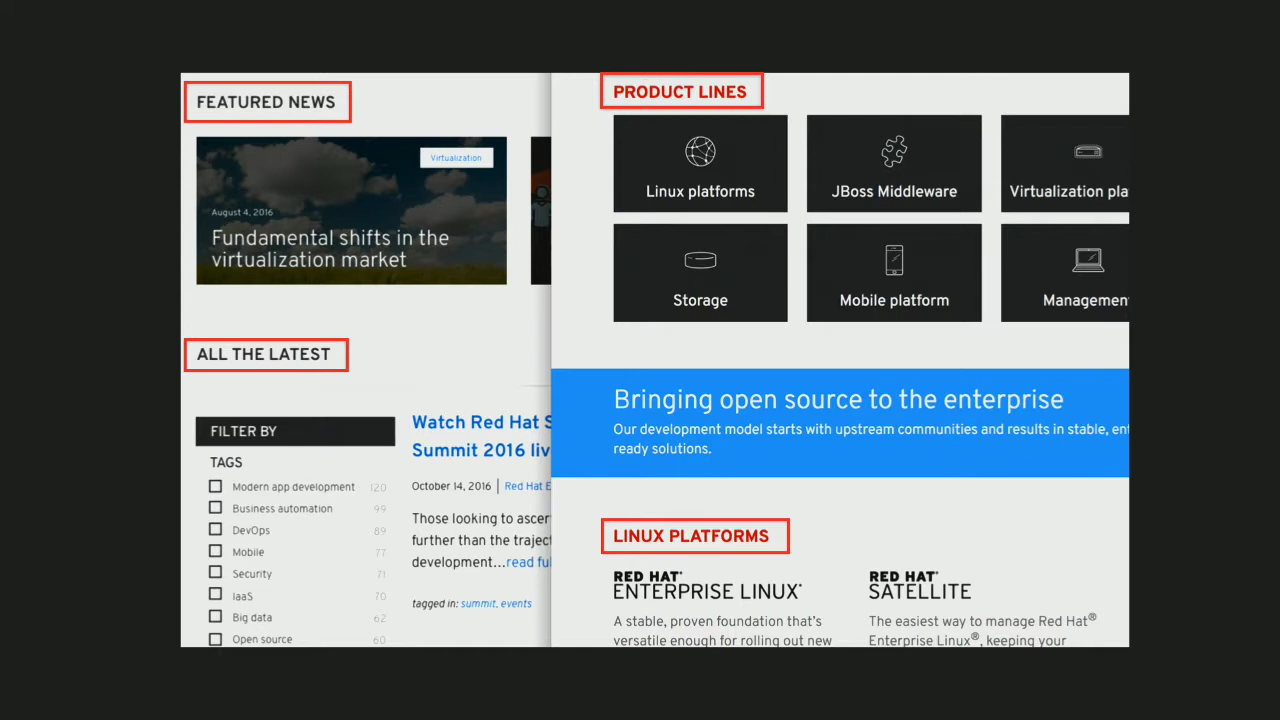 FEATURED NEWS
Virtualization
August 4, 2016
Fundamental shifts in the
virtualization market
ALL THE LATEST
FILTER BY
TAGS
Modern app development 120
Business automation 99
DevOps 89
Mobile 77
Security 71
IaaS 70
Big data 62
Open source 60
Watch Red Hat S
Summit 2016 liv
October 14, 2016 | Red Hat E
Those looking to ascer
further than the traject
development...read ful
tagged in: summit, events
PRODUCT LINES
Linux platforms
JBoss Middleware
Virtualization pla
Storage
Mobile platform
Management
Bringing open source to the enterprise
Our development model starts with upstream communities and results in stable, ent
ready solutions.
LINUX PLATFORMS
RED HAT®
ENTERPRISE LINUX®
A stable, proven foundation that's
versatile enough for rolling out new
RED HAT®
SATELLITE
The easiest way to manage Red Hat®
Enterprise Linux®, keeping your